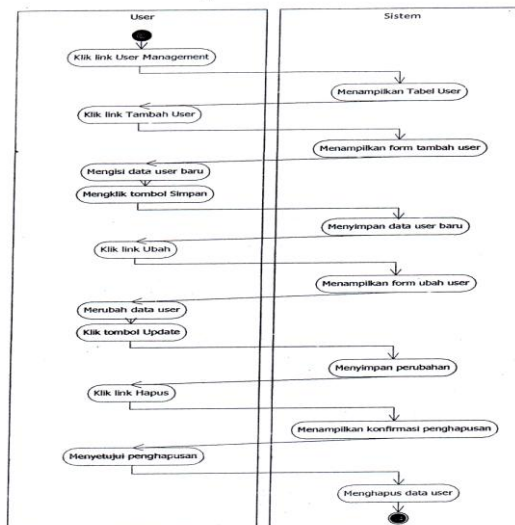 User
Sistem
Klik link User Management
Menampilkan Tabel User
Klik link Tambah User
Menampilkan form tambah user
Mengisi data user baru
Mengklik tombol Simpan
Menyimpan data user baru
Klik link Ubah
Menampilkan form ubah user
Merubah data user
Klik tombol Update
Menyimpan perubahan
Klik link Hapus
Menampilkan konfirmasi penghapusan
Menyetujui penghapusan
Menghapus data user